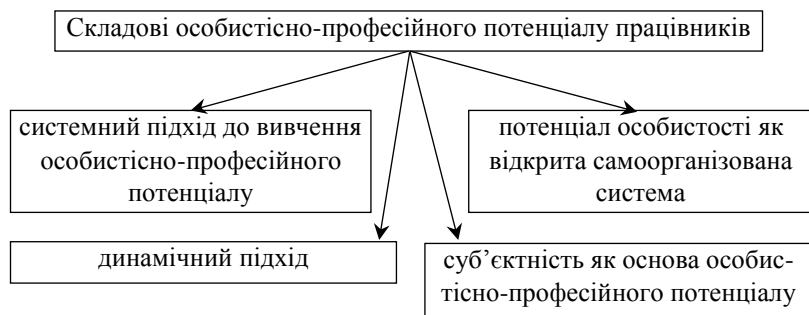 Складові особистісно-професійного потенціалу працівників
системний підхід до вивчення
особистісно-професійного
потенціалу
потенціал особистості як
відкрита самоорганізована
система
динамічний підхід
суб’єктність як основа особис-
тісно-професійного потенціалу